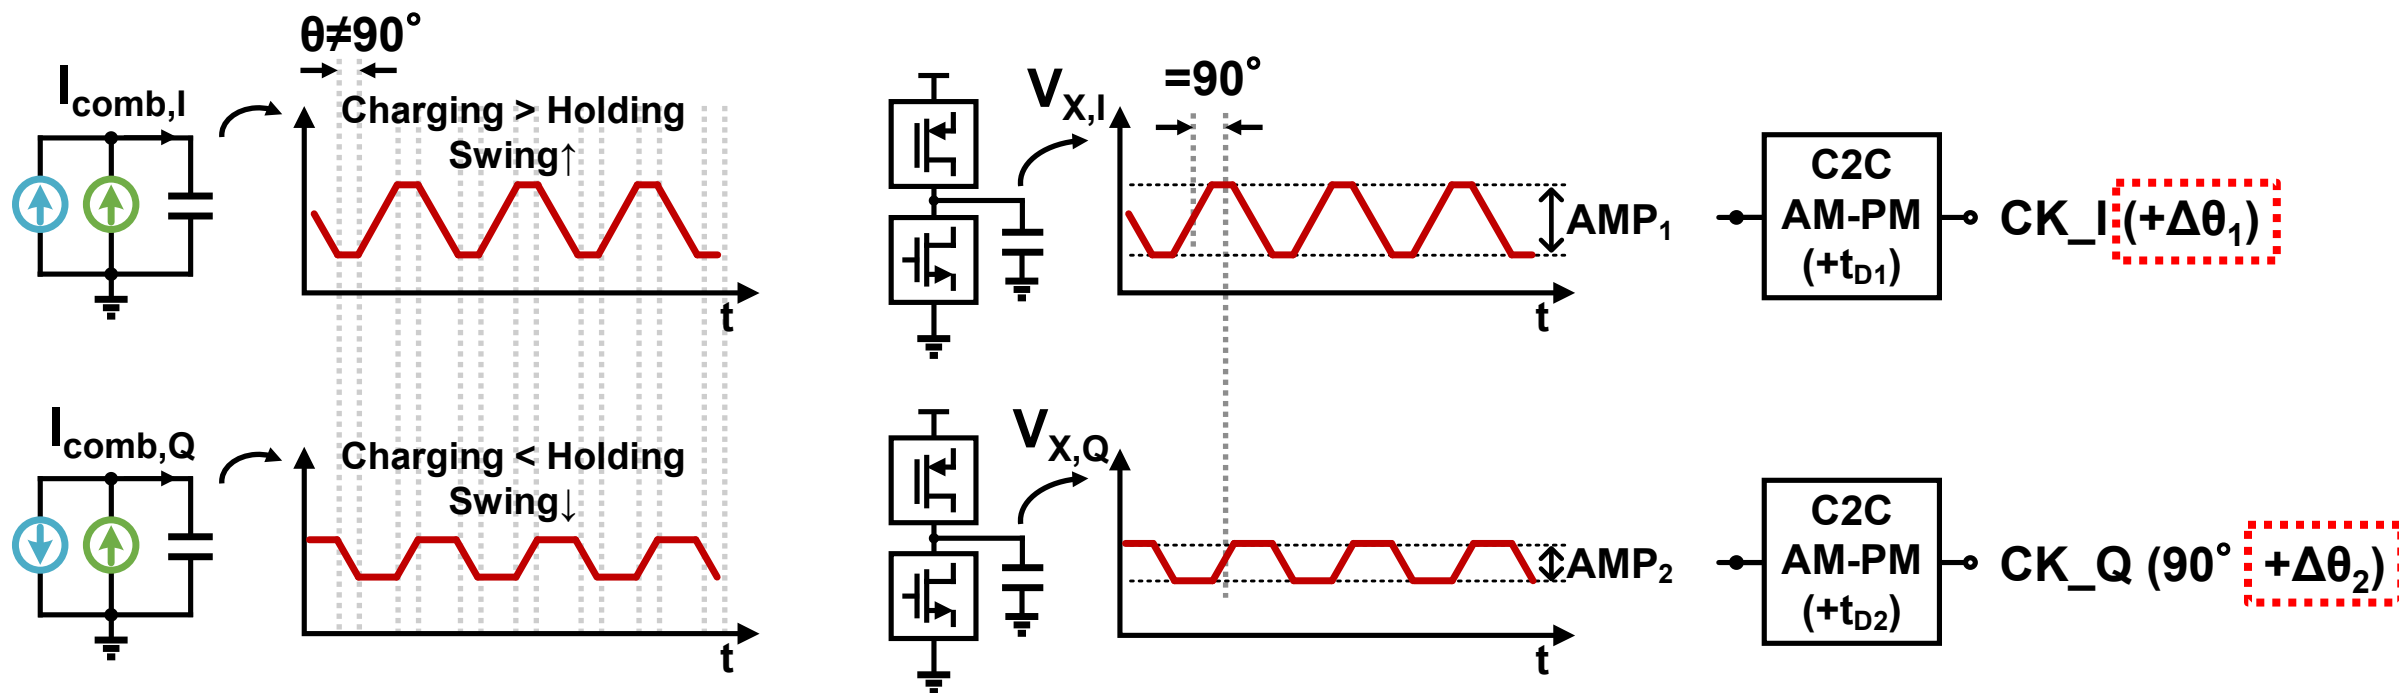 θ≠90°
I_comb,I
Charging > Holding
Swing↑
t
V_X,I
=90°
AMP₁
t
C2C
AM-PM
(+t_D1)
CK_I (+Δθ₁)
I_comb,Q
Charging < Holding
Swing↓
t
V_X,Q
AMP₂
t
C2C
AM-PM
(+t_D2)
CK_Q (90° +Δθ₂)